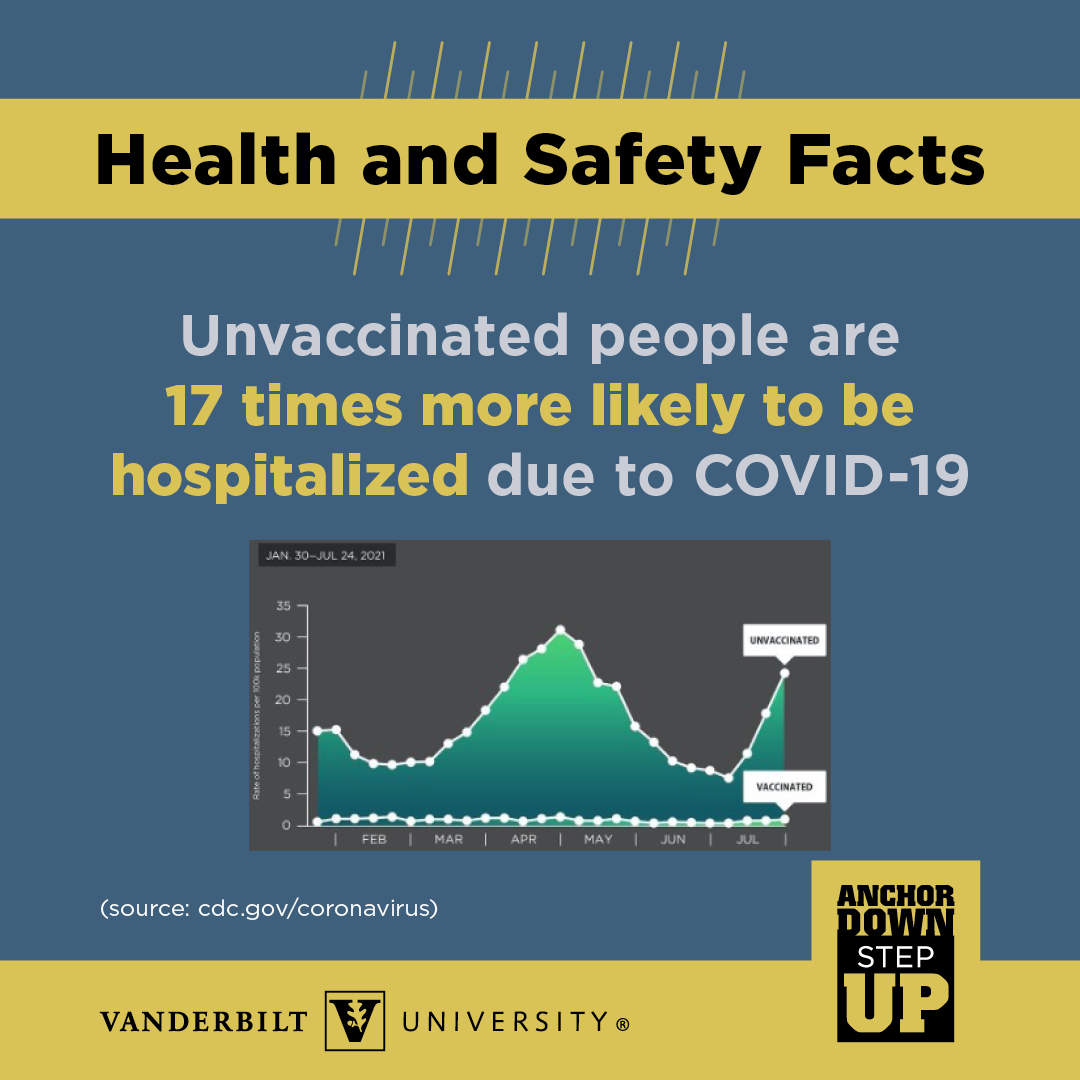 Health and Safety Facts
Unvaccinated people are
17 times more likely to be
hospitalized due to COVID-19
JAN. 30–JUL 24, 2021
Rate of hospitalizations per 100k population
35
30
25
20
15
10
5
0
UNVACCINATED
VACCINATED
FEB | MAR | APR | MAY | JUN | JUL
(source: cdc.gov/coronavirus)
ANCHOR
DOWN
STEP
UP
VANDERBILT V UNIVERSITY®